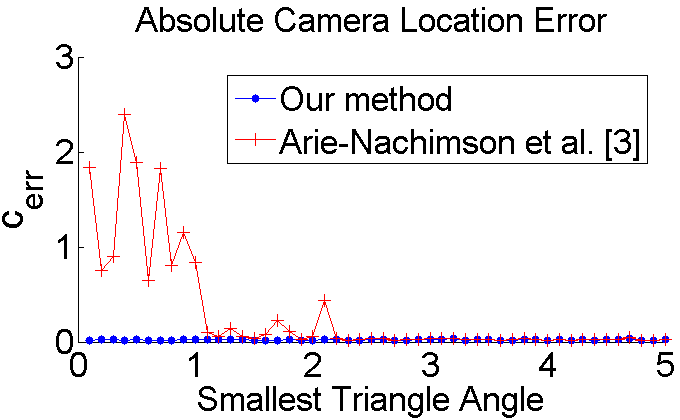 Absolute Camera Location Error
3
2
1
0
c_err
Our method
Arie-Nachimson et al. [3]
0 1 2 3 4 5
Smallest Triangle Angle